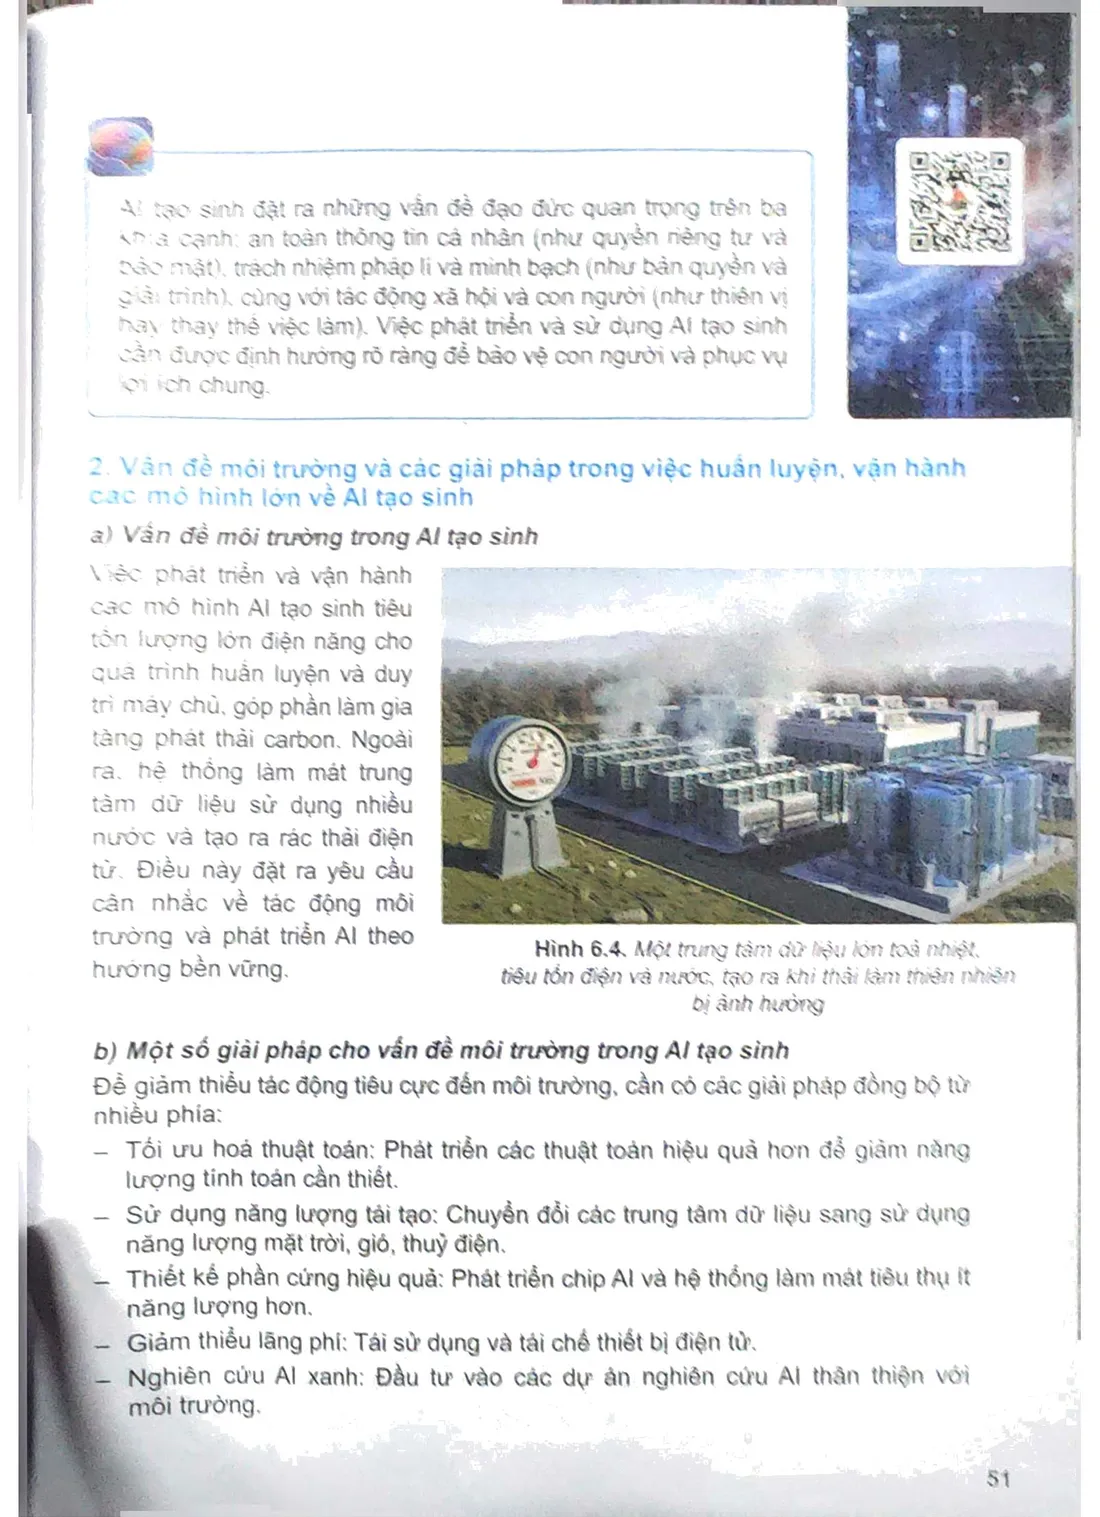 AI tạo sinh đặt ra những vấn đề đạo đức quan trọng trên ba
khía cạnh: an toàn thông tin cá nhân (như quyền riêng tư và
bảo mật), trách nhiệm pháp lí và minh bạch (như bản quyền và
giải trình), cùng với tác động xã hội và con người (như thiên vị
hay thay thế việc làm). Việc phát triển và sử dụng AI tạo sinh
cần được định hướng rõ ràng để bảo vệ con người và phục vụ
lợi ích chung.
2. Vấn đề môi trường và các giải pháp trong việc huấn luyện, vận hành
các mô hình lớn về AI tạo sinh
a) Vấn đề môi trường trong AI tạo sinh
Việc phát triển và vận hành
các mô hình AI tạo sinh tiêu
tốn lượng lớn điện năng cho
quá trình huấn luyện và duy
trì máy chủ, góp phần làm gia
tăng phát thải carbon. Ngoài
ra, hệ thống làm mát trung
tâm dữ liệu sử dụng nhiều
nước và tạo ra rác thải điện
tử. Điều này đặt ra yêu cầu
cân nhắc về tác động môi
trường và phát triển AI theo
hướng bền vững.
Hình 6.4. Một trung tâm dữ liệu lớn toả nhiệt,
tiêu tốn điện và nước, tạo ra khí thải làm thiên nhiên
bị ảnh hưởng
b) Một số giải pháp cho vấn đề môi trường trong AI tạo sinh
Để giảm thiểu tác động tiêu cực đến môi trường, cần có các giải pháp đồng bộ từ
nhiều phía:
– Tối ưu hoá thuật toán: Phát triển các thuật toán hiệu quả hơn để giảm năng
lượng tính toán cần thiết.
– Sử dụng năng lượng tái tạo: Chuyển đổi các trung tâm dữ liệu sang sử dụng
năng lượng mặt trời, gió, thuỷ điện.
– Thiết kế phần cứng hiệu quả: Phát triển chip AI và hệ thống làm mát tiêu thụ ít
năng lượng hơn.
– Giảm thiểu lãng phí: Tái sử dụng và tái chế thiết bị điện tử.
– Nghiên cứu AI xanh: Đầu tư vào các dự án nghiên cứu AI thân thiện với
môi trường.
51